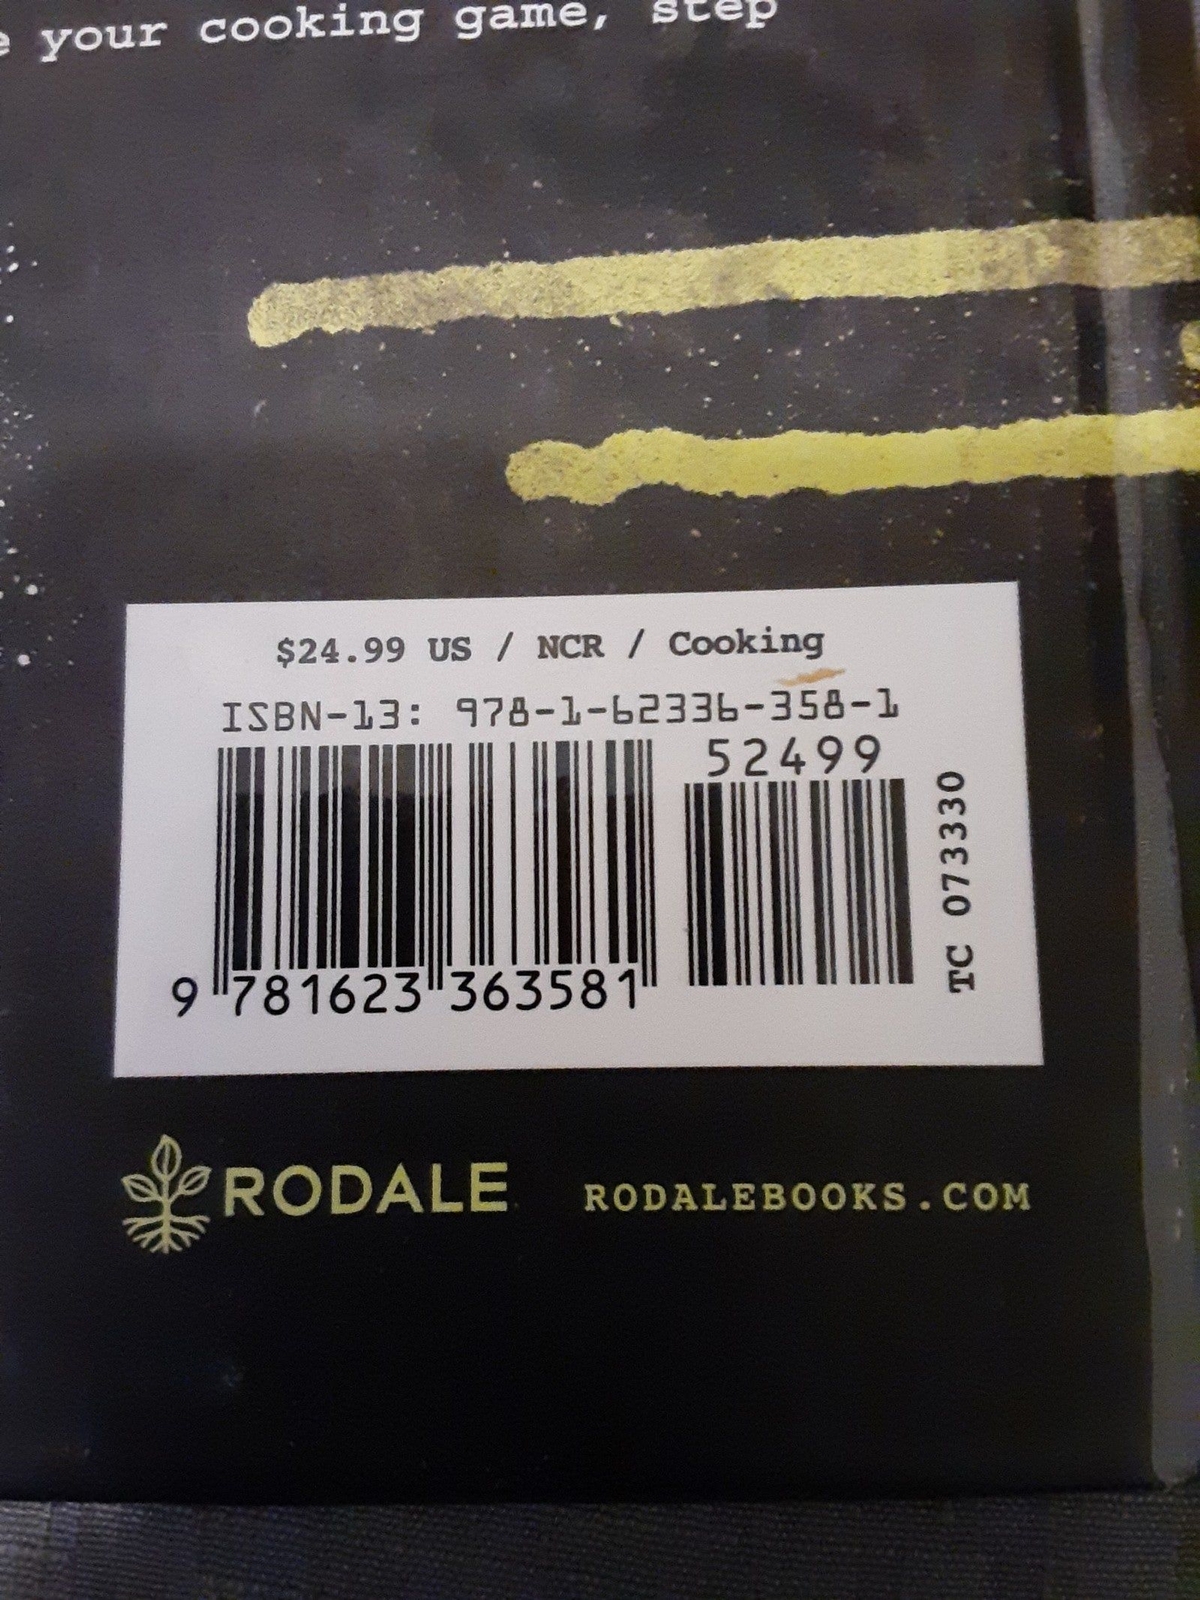 your cooking game, step
$24.99 US / NCR / Cooking
ISBN-13: 978-1-62336-358-1
52499
9 781623 363581
TC 073330
RODALE
RODALEBOOKS.COM